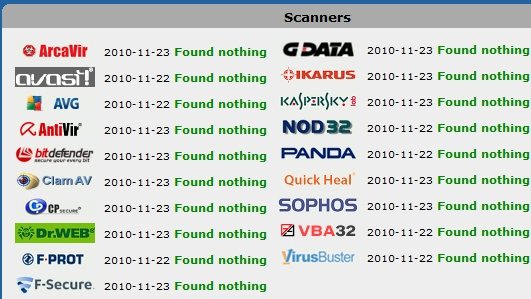 Scanners
ArcaVir 2010-11-23 Found nothing
avast! 2010-11-22 Found nothing
AVG 2010-11-22 Found nothing
AntiVir 2010-11-23 Found nothing
bitdefender secure your every bit 2010-11-23 Found nothing
Clam AV 2010-11-23 Found nothing
CP SECURE 2010-11-23 Found nothing
Dr.WEB 2010-11-23 Found nothing
F-PROT 2010-11-22 Found nothing
F-Secure. 2010-11-23 Found nothing
G DATA 2010-11-23 Found nothing
IKARUS 2010-11-23 Found nothing
KASPERSKY 2010-11-23 Found nothing
NOD32 2010-11-22 Found nothing
PANDA 2010-11-22 Found nothing
Quick Heal 2010-11-23 Found nothing
SOPHOS 2010-11-23 Found nothing
VBA32 2010-11-22 Found nothing
VirusBuster 2010-11-22 Found nothing